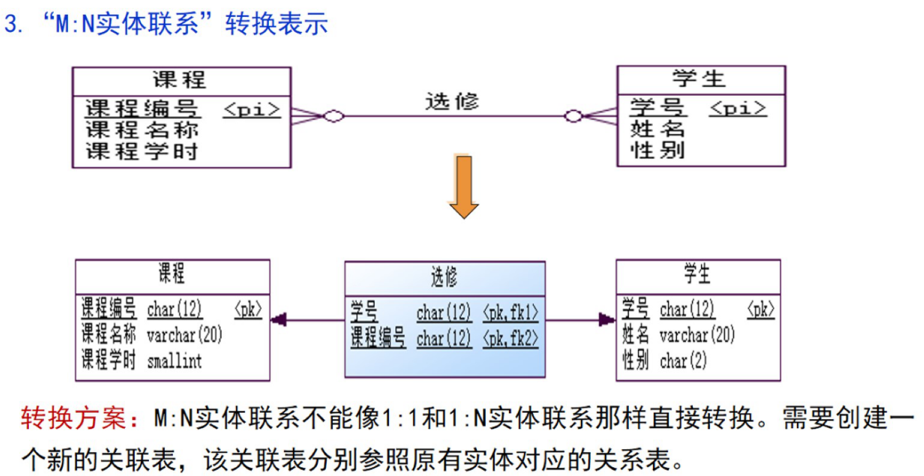 3. “M:N实体联系”转换表示
课程
课程编号 <pi>
课程名称
课程学时
选修
学生
学号 <pi>
姓名
性别
课程
课程编号 char(12) <pk>
课程名称 varchar(20)
课程学时 smallint
选修
学号 char(12) <pk,fk1>
课程编号 char(12) <pk,fk2>
学生
学号 char(12) <pk>
姓名 varchar(20)
性别 char(2)
转换方案：M:N实体联系不能像1:1和1:N实体联系那样直接转换。需要创建一
个新的关联表，该关联表分别参照原有实体对应的关系表。